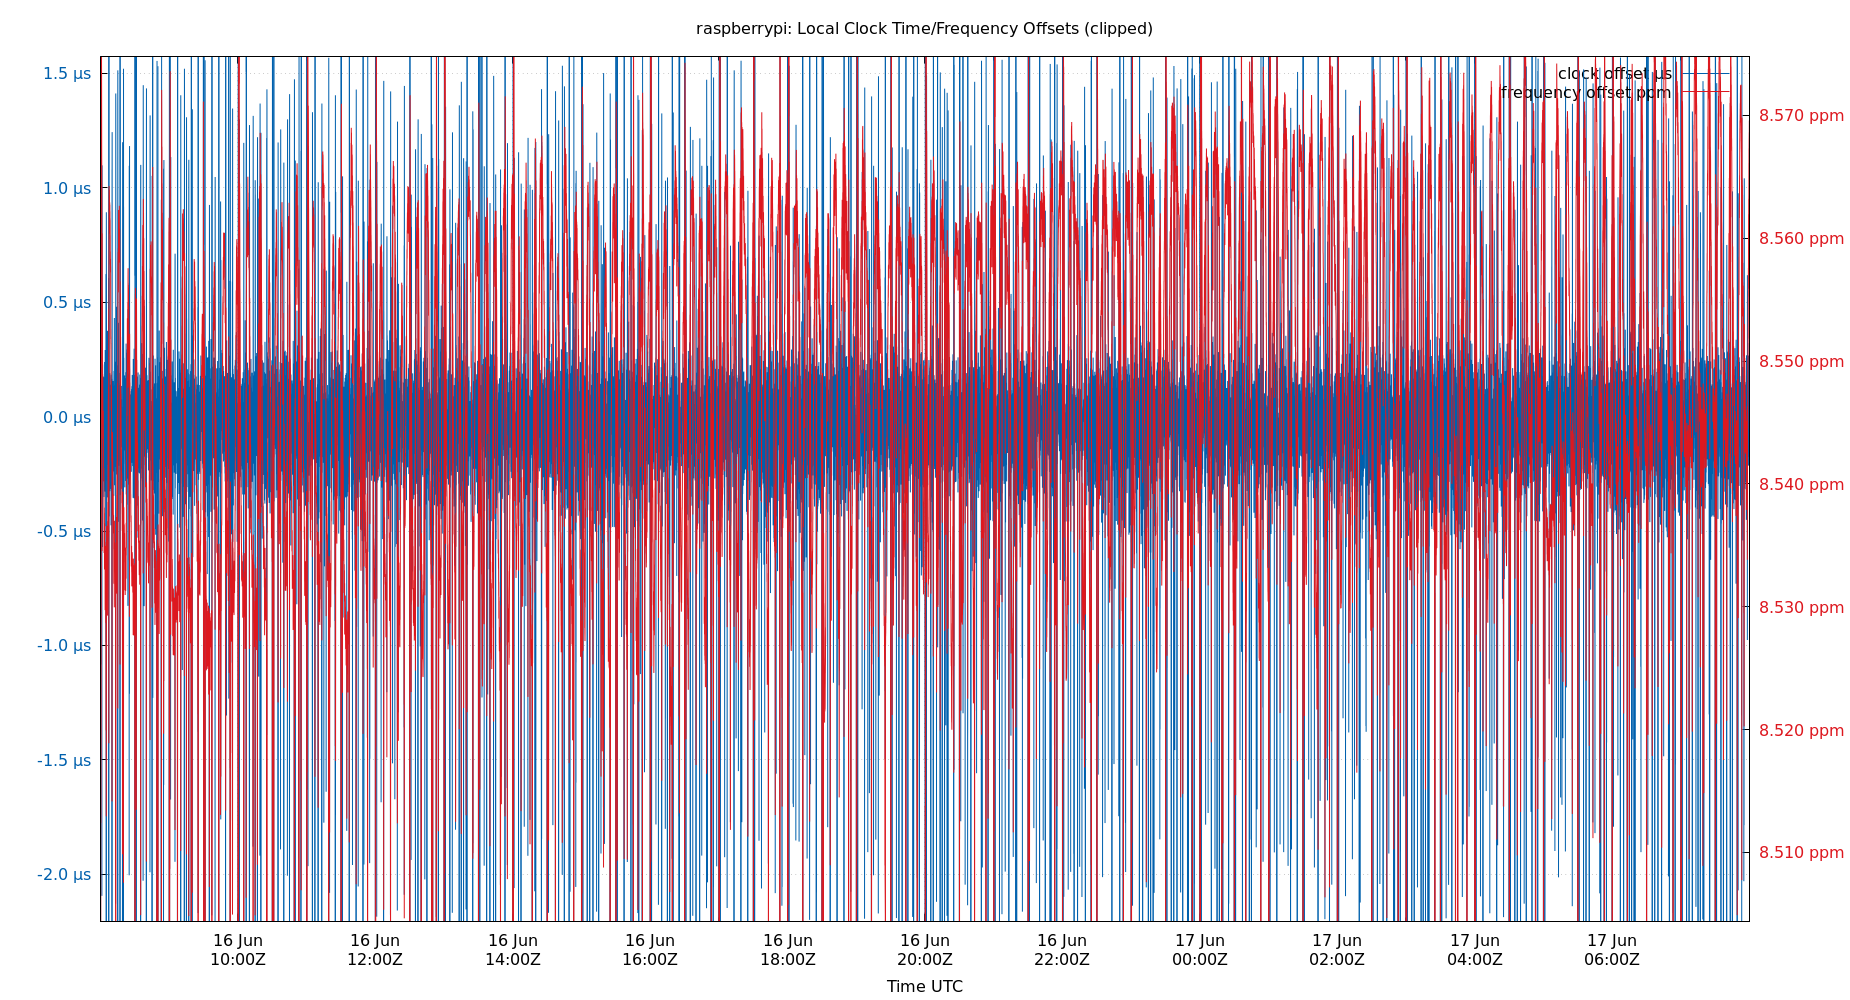 raspberrypi: Local Clock Time/Frequency Offsets (clipped)
clock offset µs
frequency offset ppm
1.5 µs
1.0 µs
0.5 µs
0.0 µs
-0.5 µs
-1.0 µs
-1.5 µs
-2.0 µs
8.570 ppm
8.560 ppm
8.550 ppm
8.540 ppm
8.530 ppm
8.520 ppm
8.510 ppm
16 Jun 16 Jun 16 Jun 16 Jun 16 Jun 16 Jun 16 Jun 17 Jun 17 Jun 17 Jun 17 Jun
10:00Z 12:00Z 14:00Z 16:00Z 18:00Z 20:00Z 22:00Z 00:00Z 02:00Z 04:00Z 06:00Z
Time UTC